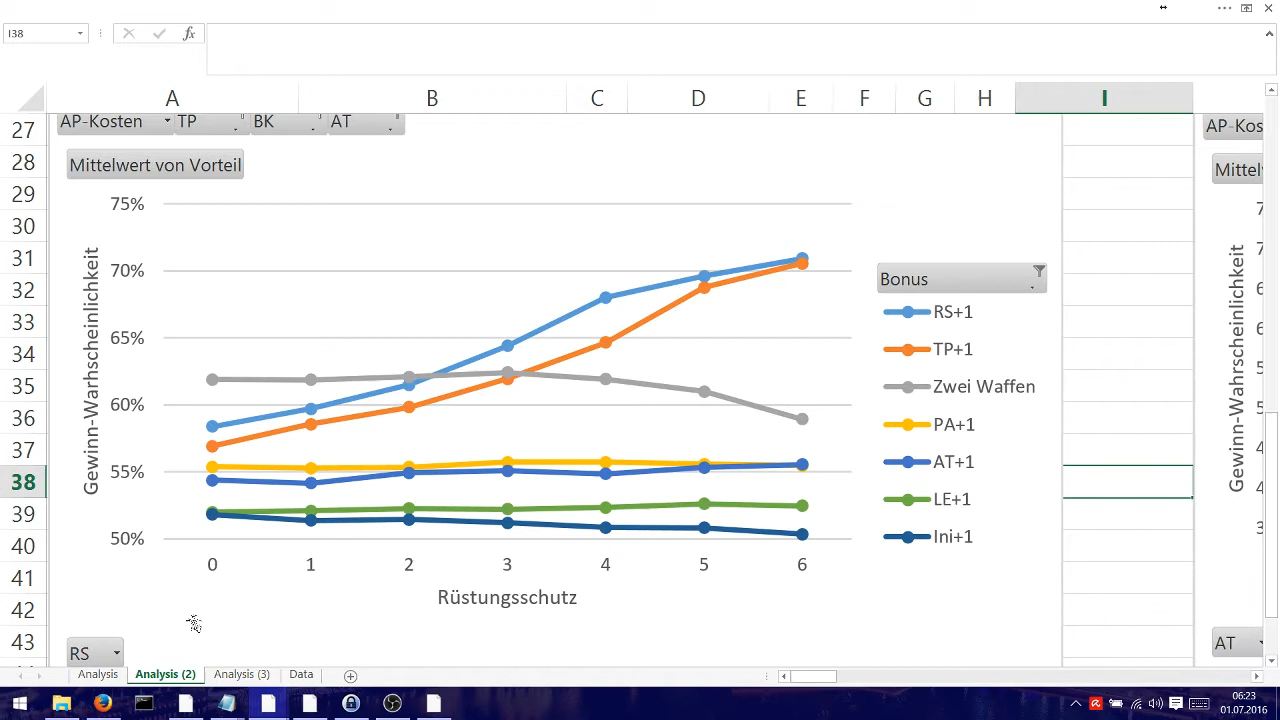 I38
fx
A B C D E F G H I
27
28
29
30
31
32
33
34
35
36
37
38
39
40
41
42
43
AP-Kosten TP BK AT
Mittelwert von Vorteil
Gewinn-Warhscheinlichkeit
75%
70%
65%
60%
55%
50%
0 1 2 3 4 5 6
Rüstungsschutz
Bonus
RS+1
TP+1
Zwei Waffen
PA+1
AT+1
LE+1
Ini+1
RS
AP-Kos
Mittel
Gewinn-Wahrscheinlichkeit
AT
Analysis Analysis (2) Analysis (3) Data
06:23
01.07.2016